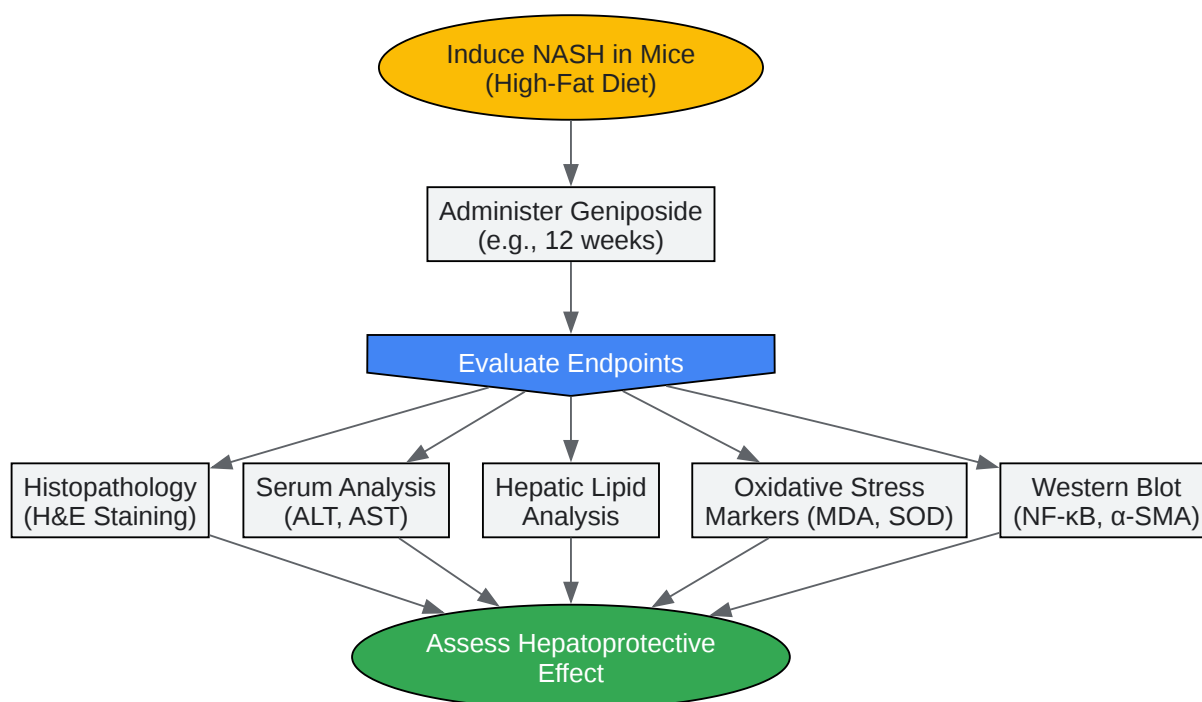 Induce NASH in Mice
(High-Fat Diet)
Administer Geniposide
(e.g., 12 weeks)
Evaluate Endpoints
Histopathology
(H&E Staining)
Serum Analysis
(ALT, AST)
Hepatic Lipid
Analysis
Oxidative Stress
Markers (MDA, SOD)
Western Blot
(NF-κB, α-SMA)
Assess Hepatoprotective
Effect